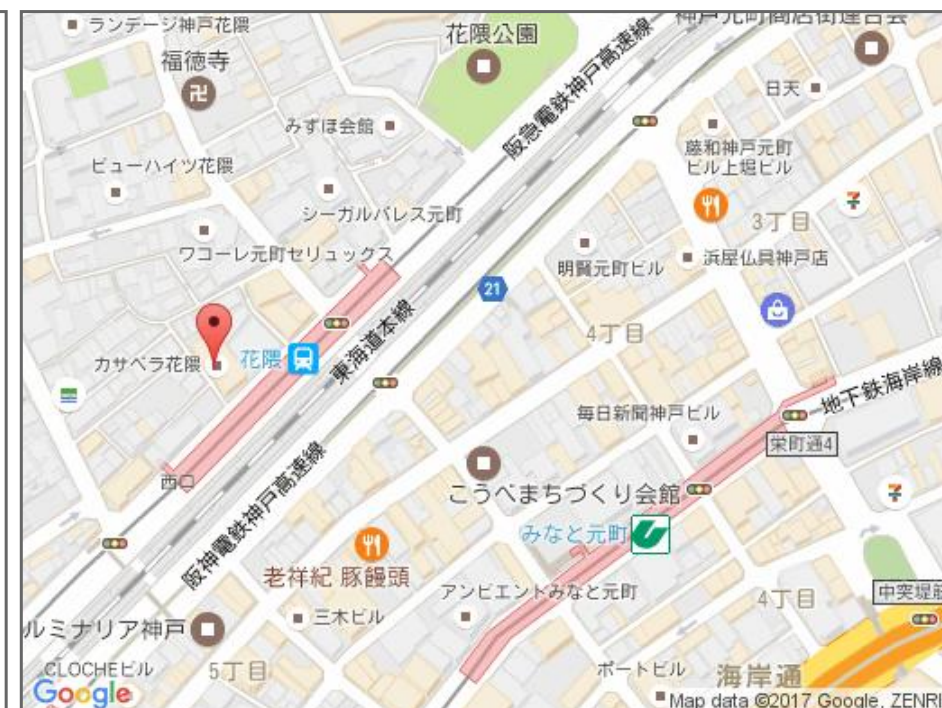 ランデージ神戸花隈
花隈公園
神戸元町商店街連合会
福徳寺
卍
阪急電鉄神戸高速線
日天
みずほ会館
藤和神戸元町
ビル上堀ビル
ビューハイツ花隈
シーガルパレス元町
7
3丁目
ワコーレ元町セリュックス
明賢元町ビル
浜屋仏具神戸店
21
東海道本線
4丁目
カサベラ花隈
花隈
地下鉄海岸線
毎日新聞神戸ビル
栄町通4
西口
阪神電鉄神戸高速線
こうべまちづくり会館
7
みなと元町
老祥紀 豚饅頭
アンビエントみなと元町
4丁目
中突堤筋
三木ビル
ルミナリア神戸
CLOCHEビル
5丁目
ポートビル
海岸通
Google
Map data ©2017 Google, ZENRI